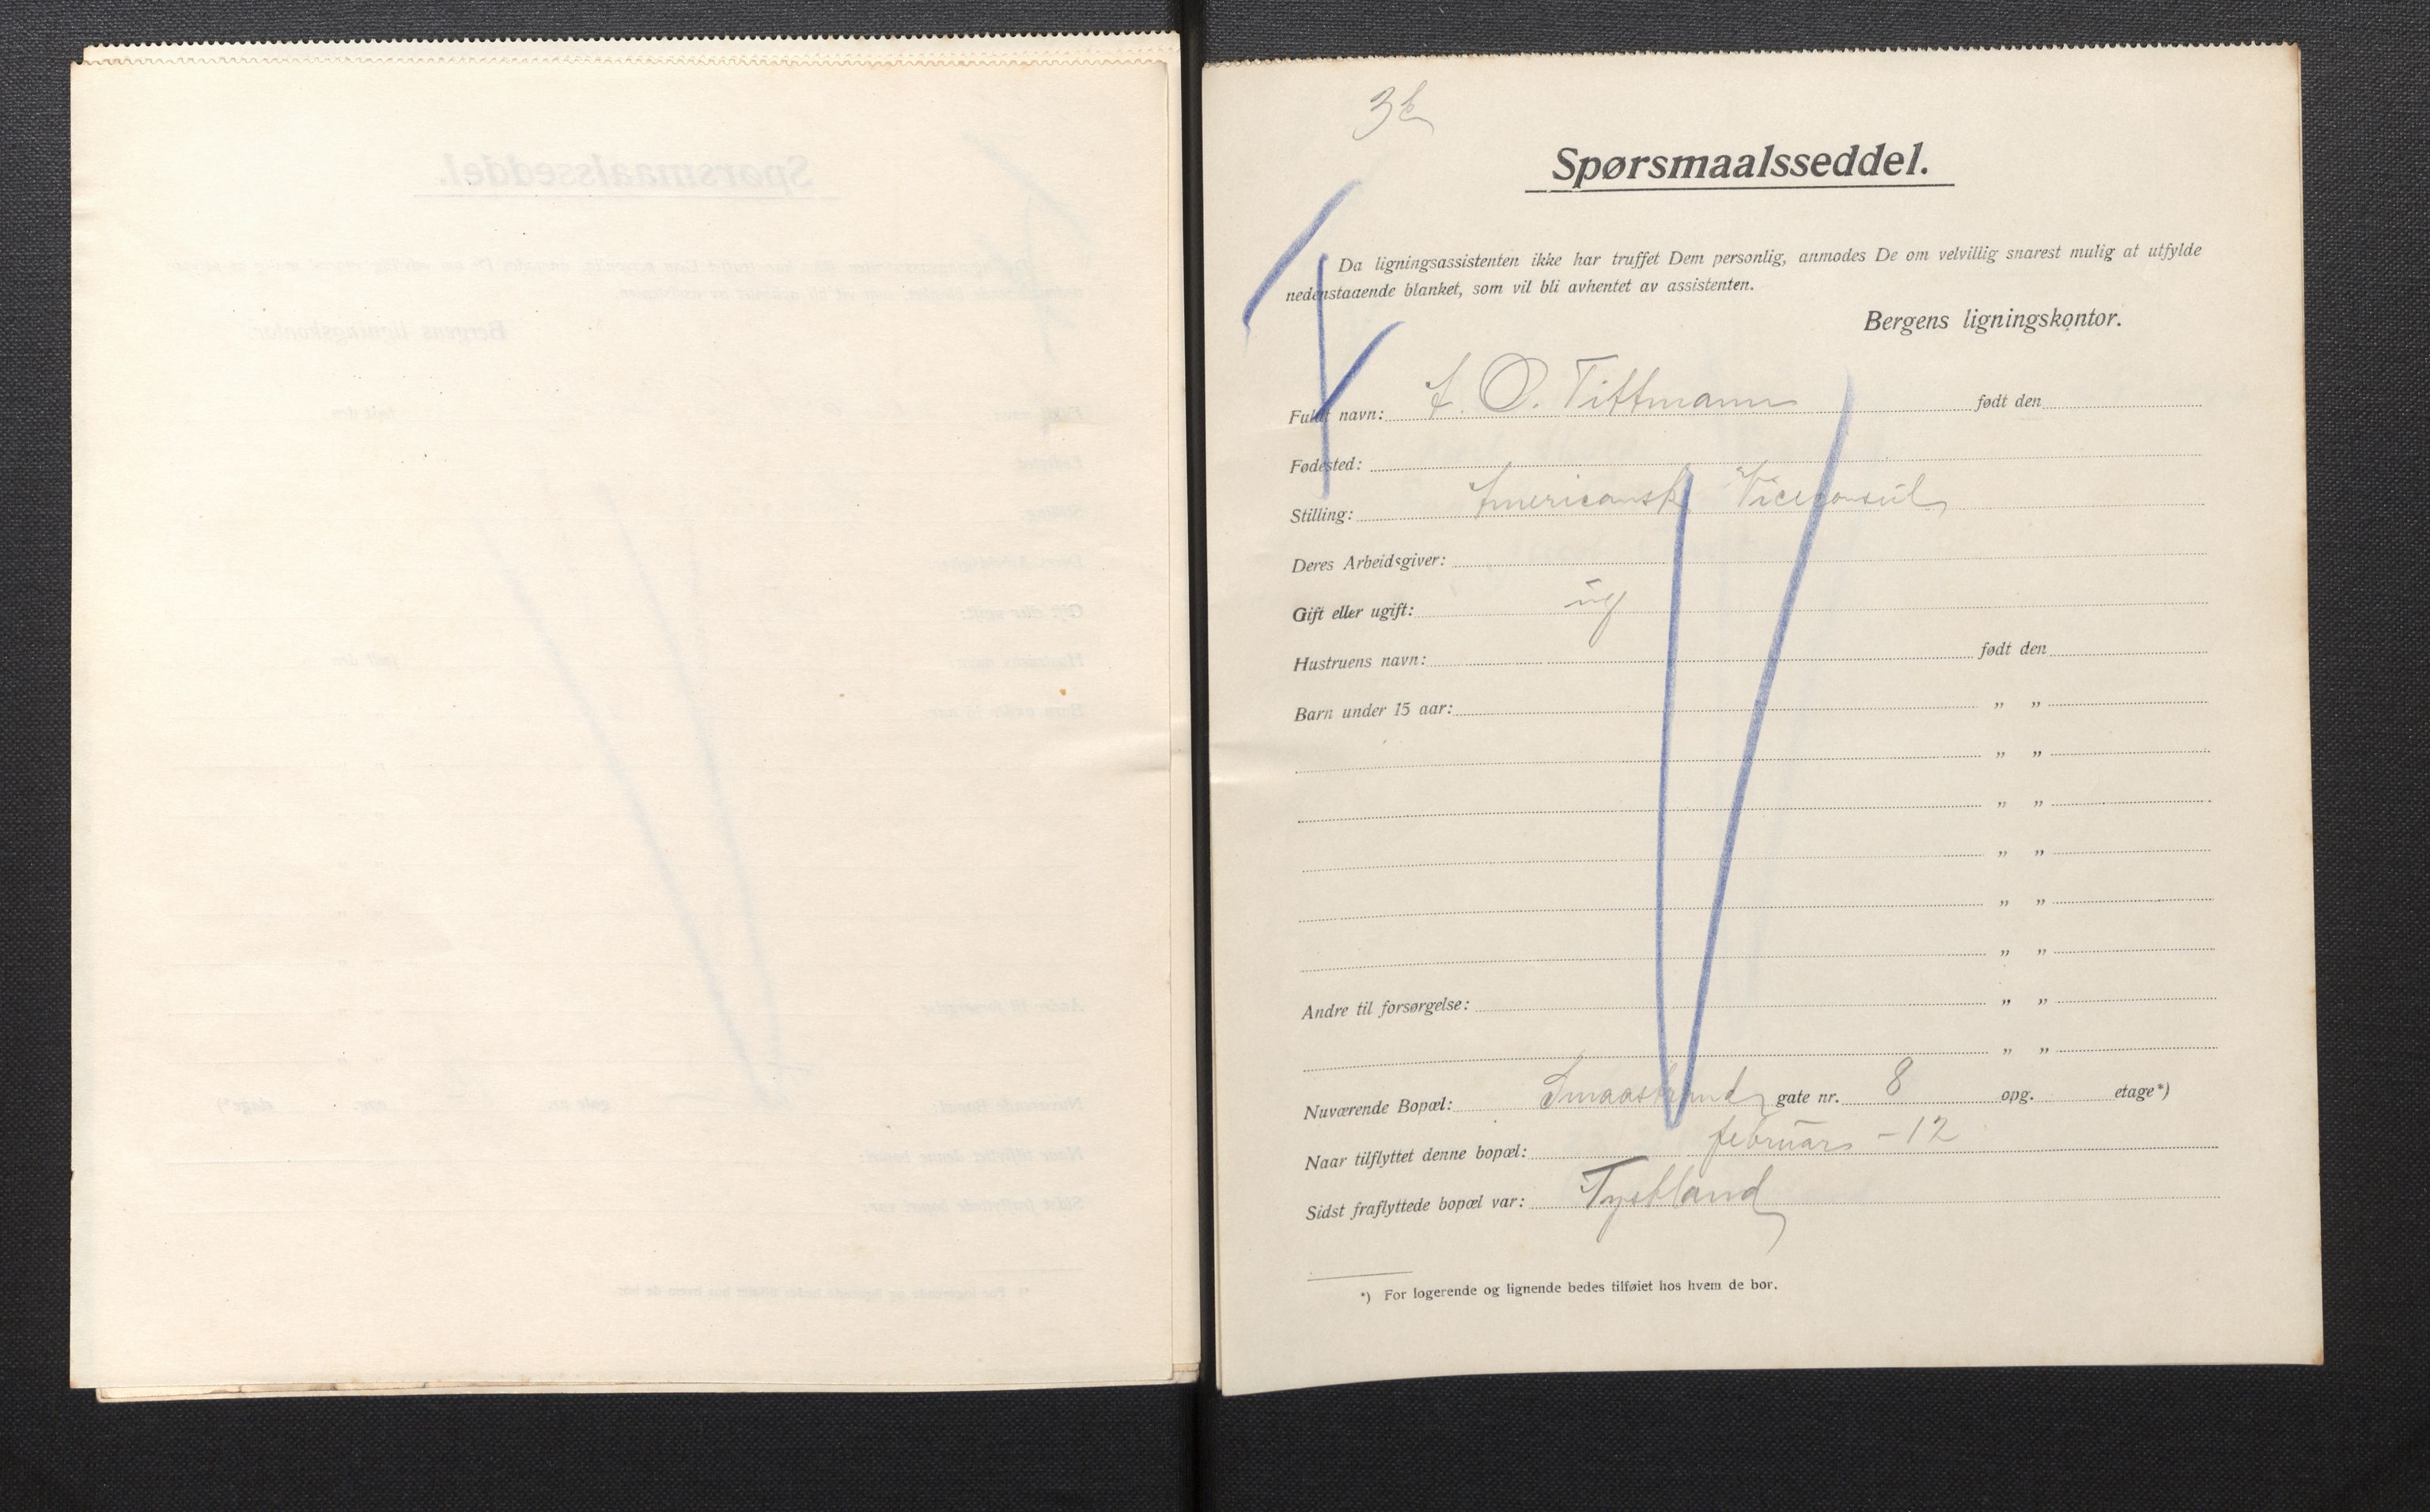 3k
Spørsmaalsseddel.
Da ligningsassistenten ikke har truffet Dem personlig, anmodes De om velvillig snarest mulig at utfylde
nedenstaaende blanket, som vil bli avhentet av assistenten.
Bergens ligningskontor.
Fulde navn: A. O. Tittmann født den
Fødested:
Stilling: Americansk Viceconsul
Deres Arbeidsgiver:
Gift eller ugift: ug
Hustruens navn: født den
Barn under 15 aar: „ „
„ „
„ „
„ „
„ „
„ „
Andre til forsørgelse: „ „
„ „
Nuværende Bopæl: Smaastrand gate nr. 8 opg. etage*)
Naar tilflyttet denne bopæl: februar -12
Sidst fraflyttede bopæl var: Tyskland
*) For logerende og lignende bedes tilføiet hos hvem de bor.